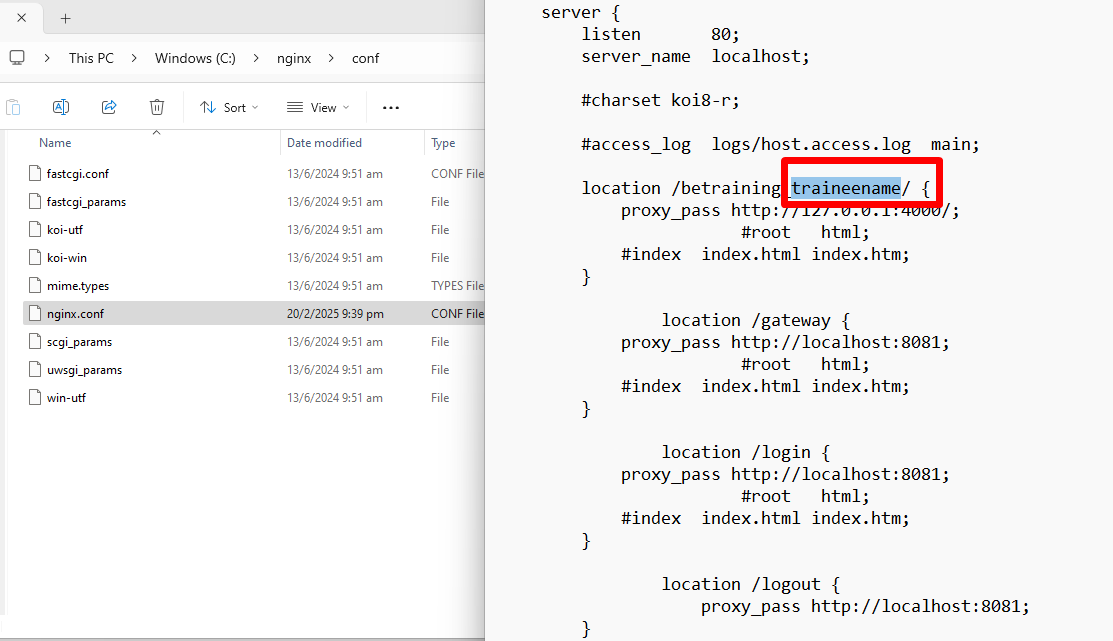 This PC > Windows (C:) > nginx > conf
Sort View ...
Name Date modified Type
fastcgi.conf 13/6/2024 9:51 am CONF File
fastcgi_params 13/6/2024 9:51 am File
koi-utf 13/6/2024 9:51 am File
koi-win 13/6/2024 9:51 am File
mime.types 13/6/2024 9:51 am TYPES File
nginx.conf 20/2/2025 9:39 pm CONF File
scgi_params 13/6/2024 9:51 am File
uwsgi_params 13/6/2024 9:51 am File
win-utf 13/6/2024 9:51 am File
server {
listen 80;
server_name localhost;
#charset koi8-r;
#access_log logs/host.access.log main;
location /betraining_traineename/ {
proxy_pass http://127.0.0.1:4000/;
#root html;
#index index.html index.htm;
}
location /gateway {
proxy_pass http://localhost:8081;
#root html;
#index index.html index.htm;
}
location /login {
proxy_pass http://localhost:8081;
#root html;
#index index.html index.htm;
}
location /logout {
proxy_pass http://localhost:8081;
}